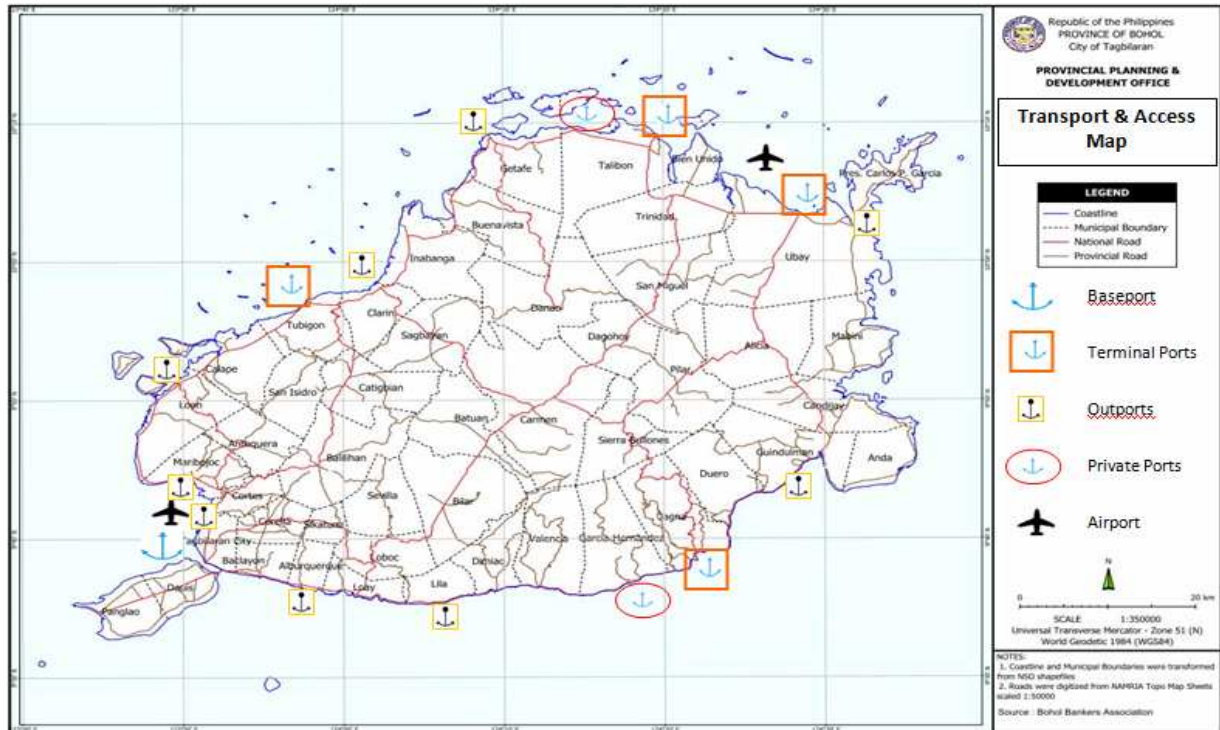 Republic of the Philippines
PROVINCE OF BOHOL
City of Tagbilaran
PROVINCIAL PLANNING &
DEVELOPMENT OFFICE
Transport & Access
Map
LEGEND
Coastline
Municipal Boundary
National Road
Provincial Road
Baseport
Terminal Ports
Outports
Private Ports
Airport
N
0 20 km
SCALE 1:350000
Universal Transverse Mercator - Zone 51 (N)
World Geodetic 1984 (WGS84)
NOTES:
1. Coastline and Municipal Boundaries were transformed
from NSO shapefiles
2. Roads were digitized from NAMRIA Topo Map Sheets
scaled 1:50000
Source : Bohol Bankers Association
Getafe
Talibon
Bien Unido
Pres. Carlos P. Garcia
Buenavista
Trinidad
Inabanga
Ubay
San Miguel
Danao
Clarin
Tubigon
Sagbayan
Dagohoy
Alicia
Mabini
Calape
Pilar
San Isidro
Catigbian
Loon
Candijay
Batuan
Carmen
Antequera
Sierra Bullones
Balilihan
Guindulman
Anda
Maribojoc
Duero
Cortes
Sevilla
Bilar
Jagna
Corella
Sikatuna
Tagbilaran City
Valencia
Garcia Hernandez
Baclayon
Alburquerque
Loboc
Dimiao
Loay
Lila
Dauis
Panglao